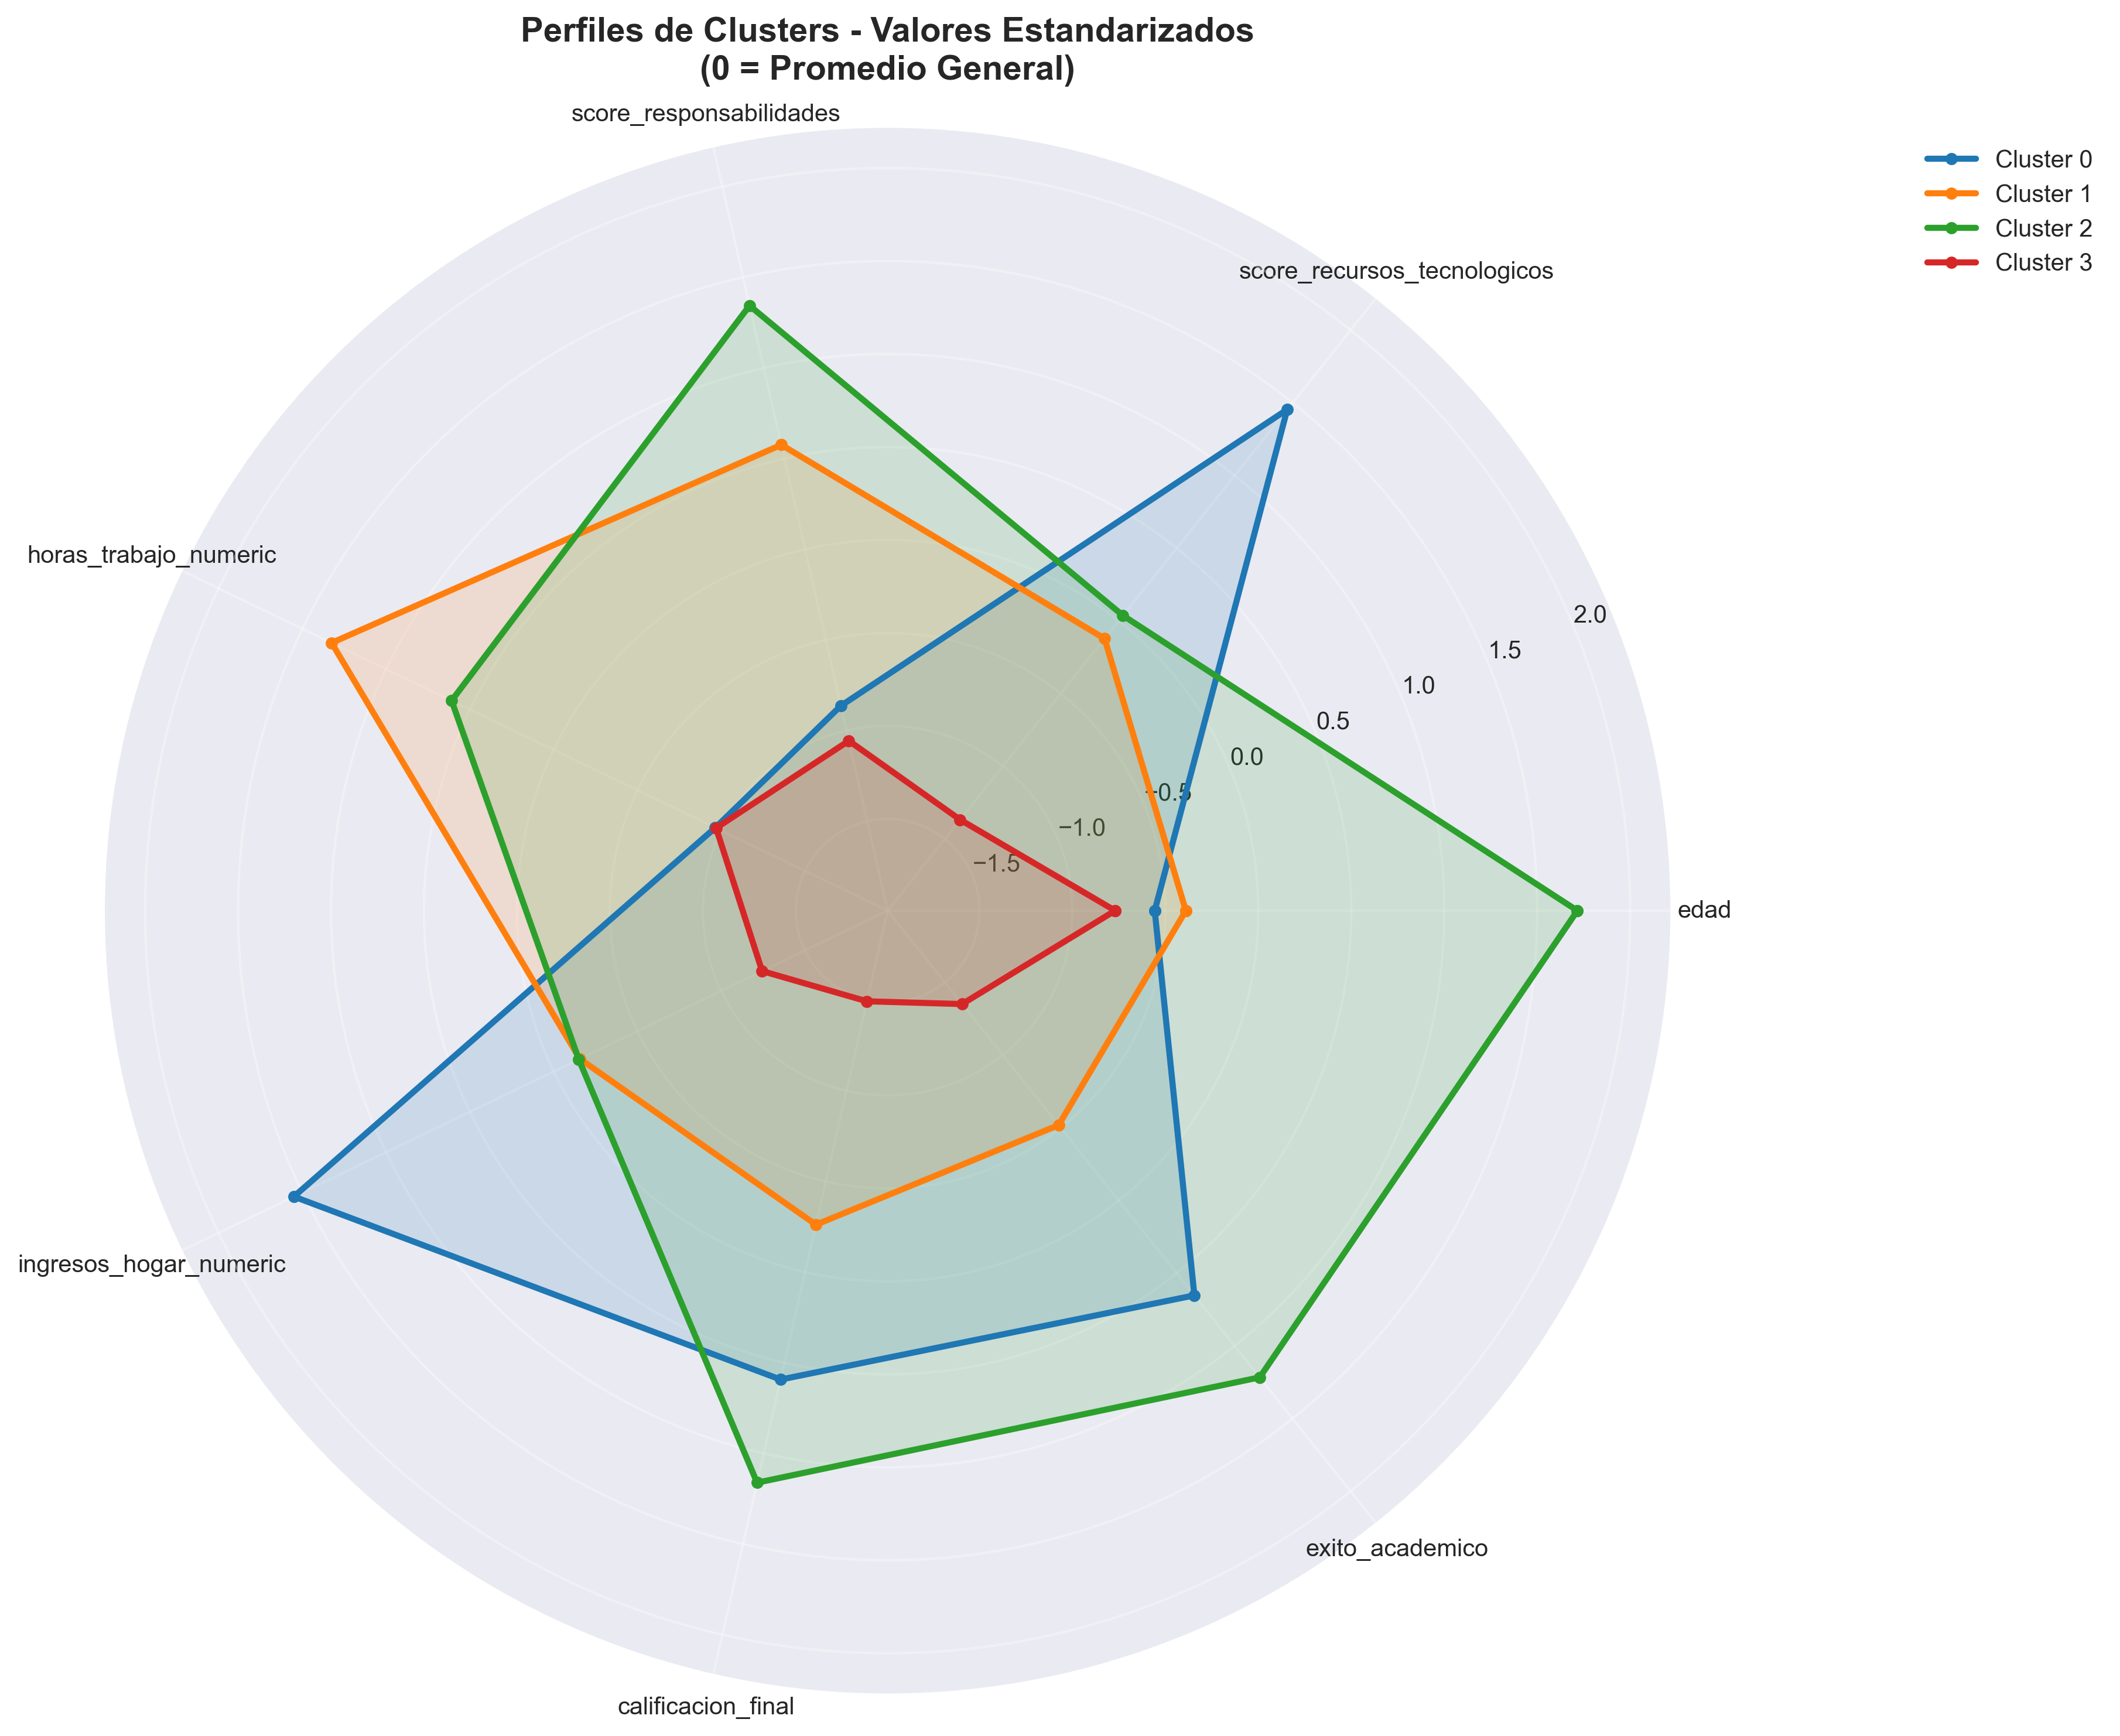 Perfiles de Clusters - Valores Estandarizados
(0 = Promedio General)
score_responsabilidades
Cluster 0
Cluster 1
Cluster 2
Cluster 3
score_recursos_tecnologicos
horas_trabajo_numeric
2.0
1.5
1.0
0.5
0.0
−0.5
−1.0
−1.5
edad
ingresos_hogar_numeric
exito_academico
calificacion_final